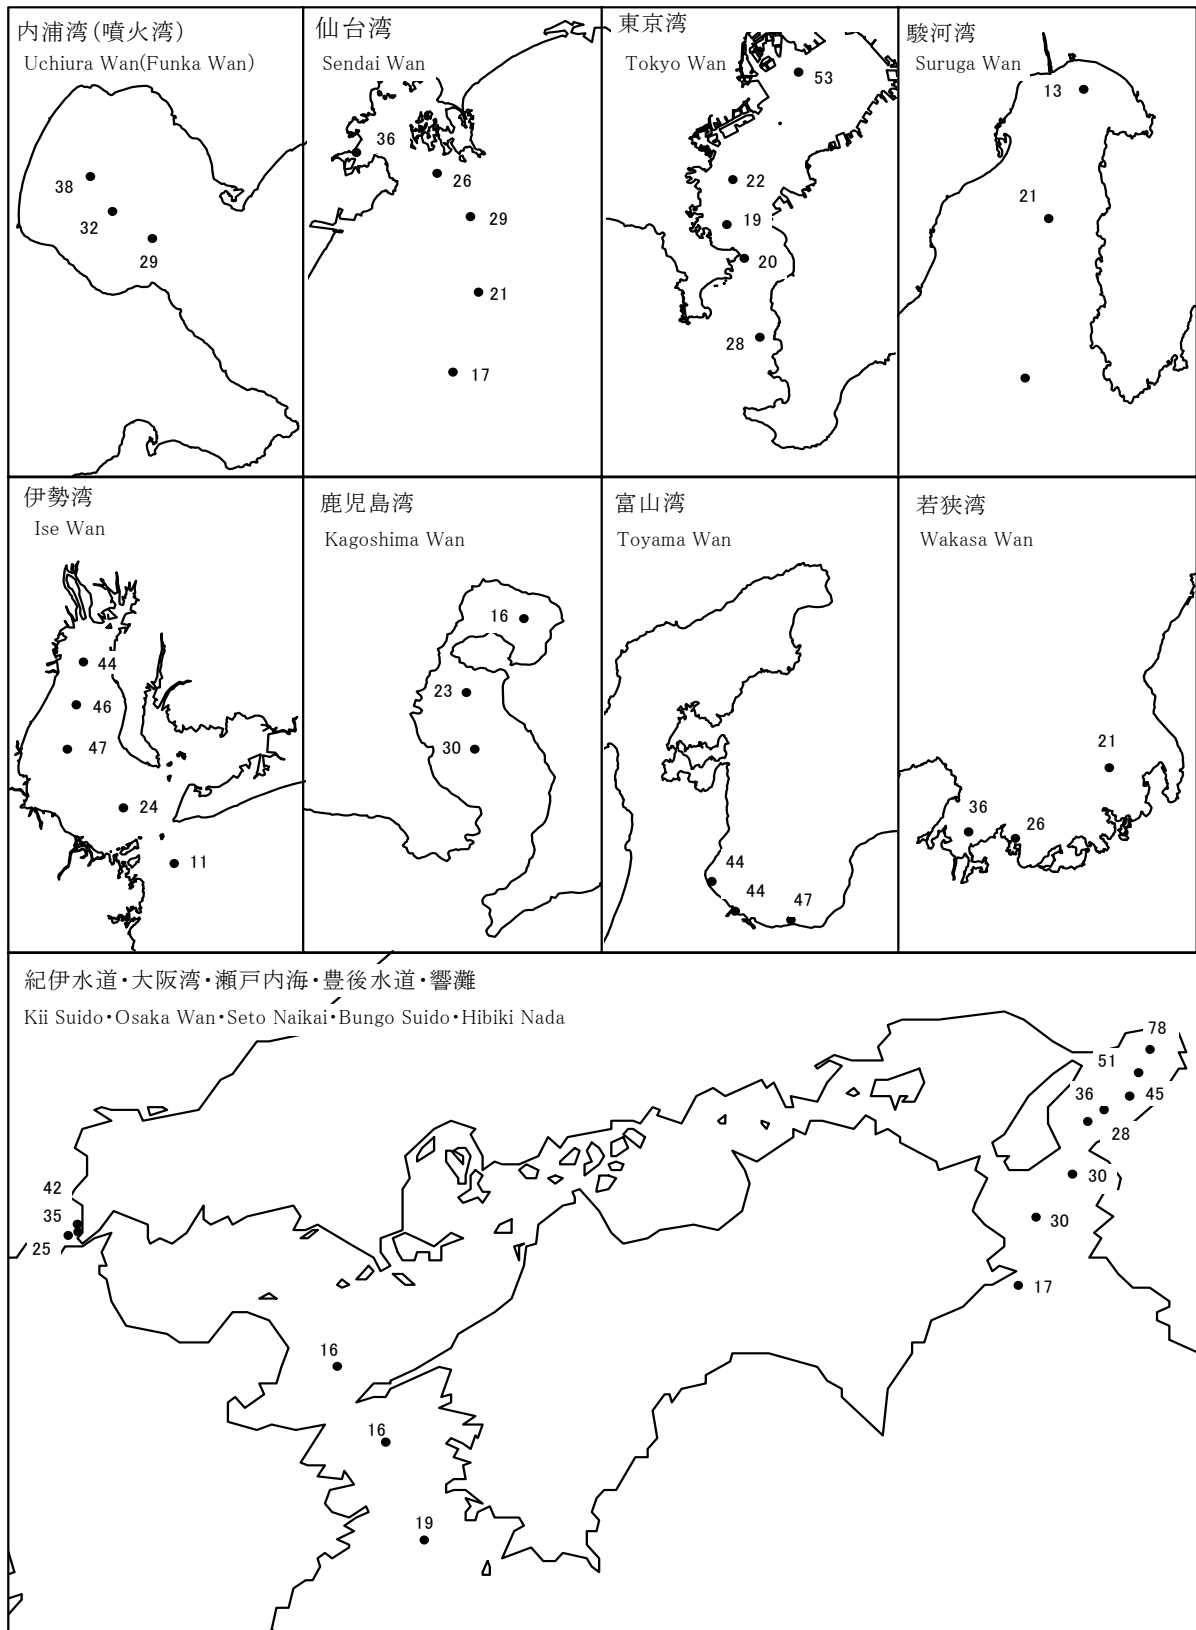 内浦湾(噴火湾)
Uchiura Wan(Funka Wan)
38
32
29
仙台湾
Sendai Wan
36
26
29
21
17
東京湾
Tokyo Wan
53
22
19
20
28
駿河湾
Suruga Wan
13
21
伊勢湾
Ise Wan
44
46
47
24
11
鹿児島湾
Kagoshima Wan
16
23
30
富山湾
Toyama Wan
44
44
47
若狭湾
Wakasa Wan
21
36
26
紀伊水道・大阪湾・瀬戸内海・豊後水道・響灘
Kii Suido・Osaka Wan・Seto Naikai・Bungo Suido・Hibiki Nada
78
51
36
45
28
42
30
35
30
25
17
16
16
19